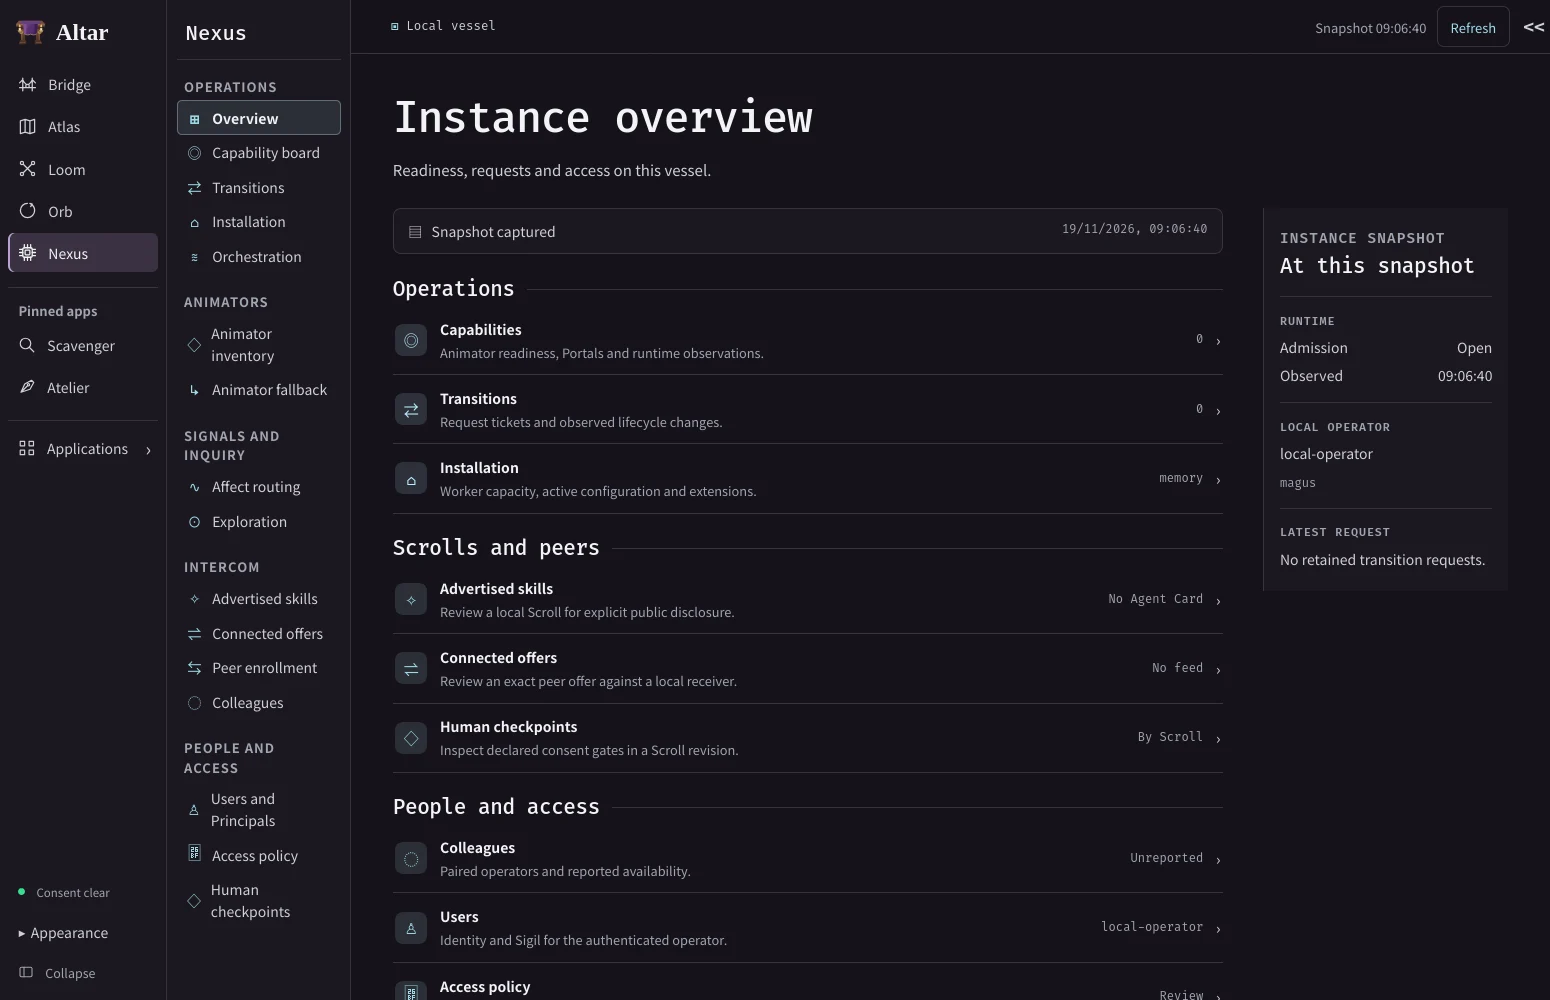 Altar
Bridge
Atlas
Loom
Orb
Nexus
Pinned apps
Scavenger
Atelier
Applications ›
Consent clear
▸ Appearance
Collapse
Nexus
OPERATIONS
Overview
Capability board
Transitions
Installation
Orchestration
ANIMATORS
Animator
inventory
Animator fallback
SIGNALS AND
INQUIRY
Affect routing
Exploration
INTERCOM
Advertised skills
Connected offers
Peer enrollment
Colleagues
PEOPLE AND
ACCESS
Users and
Principals
Access policy
Human
checkpoints
Local vessel
Snapshot 09:06:40
Refresh
<<
Instance overview
Readiness, requests and access on this vessel.
Snapshot captured
19/11/2026, 09:06:40
Operations
Capabilities
Animator readiness, Portals and runtime observations.
0 ›
Transitions
Request tickets and observed lifecycle changes.
0 ›
Installation
Worker capacity, active configuration and extensions.
memory ›
Scrolls and peers
Advertised skills
Review a local Scroll for explicit public disclosure.
No Agent Card ›
Connected offers
Review an exact peer offer against a local receiver.
No feed ›
Human checkpoints
Inspect declared consent gates in a Scroll revision.
By Scroll ›
People and access
Colleagues
Paired operators and reported availability.
Unreported ›
Users
Identity and Sigil for the authenticated operator.
local-operator ›
Access policy
Review ›
INSTANCE SNAPSHOT
At this snapshot
RUNTIME
Admission Open
Observed 09:06:40
LOCAL OPERATOR
local-operator
magus
LATEST REQUEST
No retained transition requests.